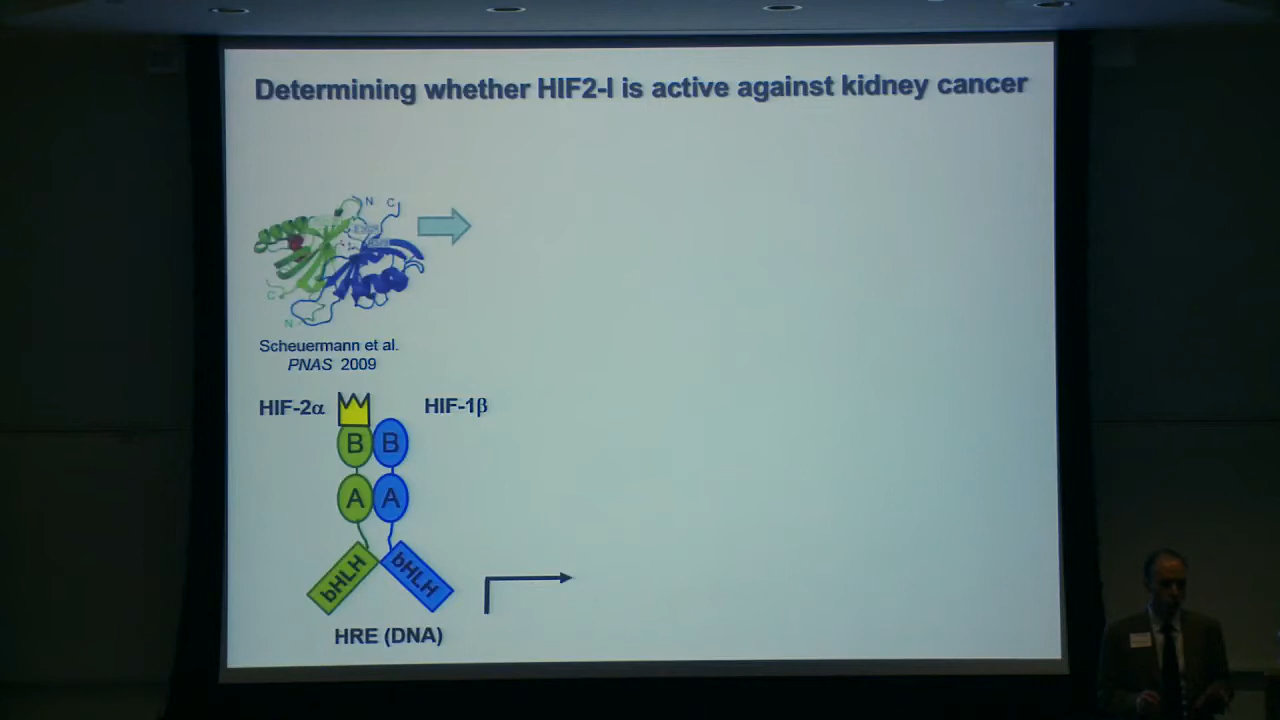 Determining whether HIF2-I is active against kidney cancer
N C
C
N
Scheuermann et al.
PNAS 2009
HIF-2α
HIF-1β
B B
A A
bHLH bHLH
HRE (DNA)